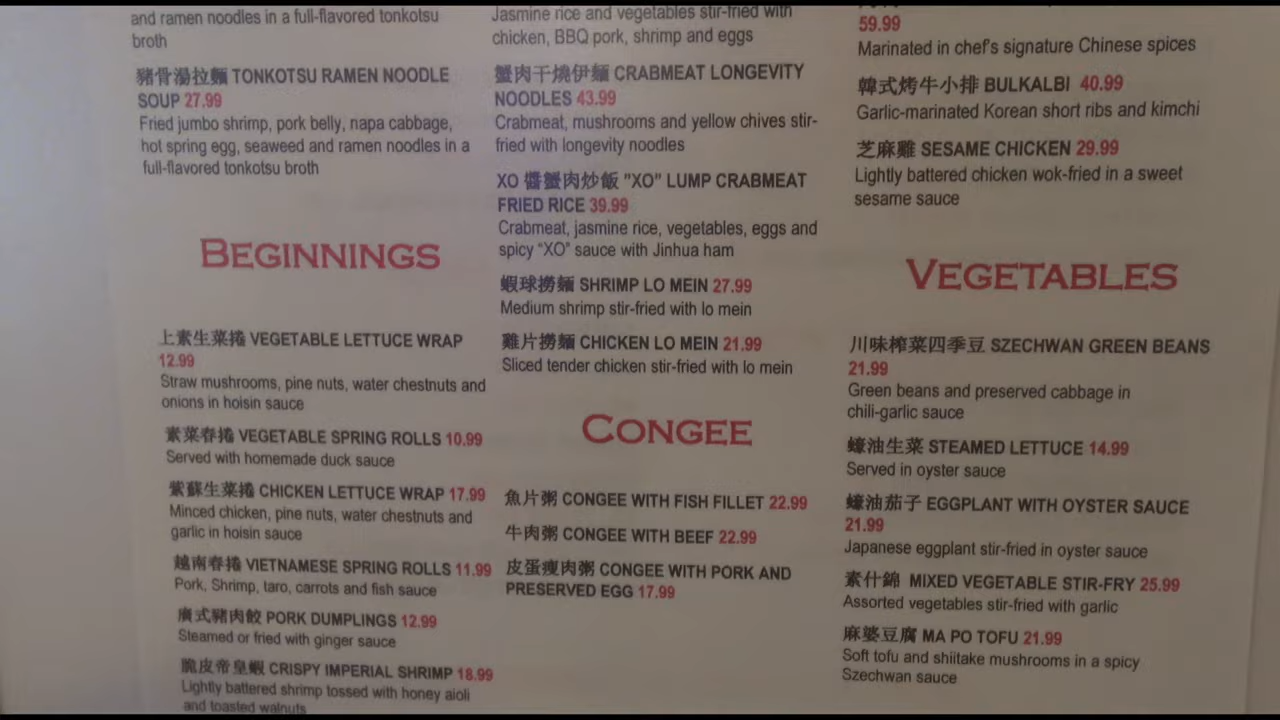 and ramen noodles in a full-flavored tonkotsu
broth
豬骨湯拉麵 TONKOTSU RAMEN NOODLE
SOUP 27.99
Fried jumbo shrimp, pork belly, napa cabbage,
hot spring egg, seaweed and ramen noodles in a
full-flavored tonkotsu broth
BEGINNINGS
上素生菜捲 VEGETABLE LETTUCE WRAP
12.99
Straw mushrooms, pine nuts, water chestnuts and
onions in hoisin sauce
素菜春捲 VEGETABLE SPRING ROLLS 10.99
Served with homemade duck sauce
紫蘇生菜捲 CHICKEN LETTUCE WRAP 17.99
Minced chicken, pine nuts, water chestnuts and
garlic in hoisin sauce
越南春捲 VIETNAMESE SPRING ROLLS 11.99
Pork, Shrimp, taro, carrots and fish sauce
廣式豬肉餃 PORK DUMPLINGS 12.99
Steamed or fried with ginger sauce
脆皮帝皇蝦 CRISPY IMPERIAL SHRIMP 18.99
Lightly battered shrimp tossed with honey aioli
and toasted walnuts
Jasmine rice and vegetables stir-fried with
chicken, BBQ pork, shrimp and eggs
蟹肉干燒伊麵 CRABMEAT LONGEVITY
NOODLES 43.99
Crabmeat, mushrooms and yellow chives stir-
fried with longevity noodles
XO 醬蟹肉炒飯 "XO" LUMP CRABMEAT
FRIED RICE 39.99
Crabmeat, jasmine rice, vegetables, eggs and
spicy “XO” sauce with Jinhua ham
蝦球撈麵 SHRIMP LO MEIN 27.99
Medium shrimp stir-fried with lo mein
雞片撈麵 CHICKEN LO MEIN 21.99
Sliced tender chicken stir-fried with lo mein
CONGEE
魚片粥 CONGEE WITH FISH FILLET 22.99
牛肉粥 CONGEE WITH BEEF 22.99
皮蛋瘦肉粥 CONGEE WITH PORK AND
PRESERVED EGG 17.99
59.99
Marinated in chef's signature Chinese spices
韓式烤牛小排 BULKALBI 40.99
Garlic-marinated Korean short ribs and kimchi
芝麻雞 SESAME CHICKEN 29.99
Lightly battered chicken wok-fried in a sweet
sesame sauce
VEGETABLES
川味榨菜四季豆 SZECHWAN GREEN BEANS
21.99
Green beans and preserved cabbage in
chili-garlic sauce
蠔油生菜 STEAMED LETTUCE 14.99
Served in oyster sauce
蠔油茄子 EGGPLANT WITH OYSTER SAUCE
21.99
Japanese eggplant stir-fried in oyster sauce
素什錦 MIXED VEGETABLE STIR-FRY 25.99
Assorted vegetables stir-fried with garlic
麻婆豆腐 MA PO TOFU 21.99
Soft tofu and shiitake mushrooms in a spicy
Szechwan sauce